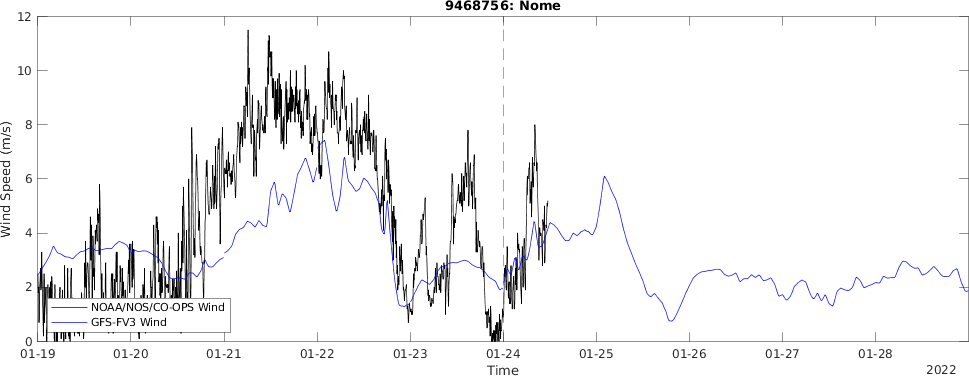 9468756: Nome
12
10
8
6
4
2
0
Wind Speed (m/s)
NOAA/NOS/CO-OPS Wind
GFS-FV3 Wind
01-19 01-20 01-21 01-22 01-23 01-24 01-25 01-26 01-27 01-28
Time
2022